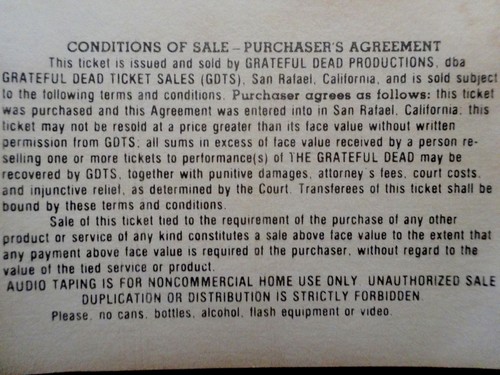 CONDITIONS OF SALE – PURCHASER'S AGREEMENT
This ticket is issued and sold by GRATEFUL DEAD PRODUCTIONS, dba
GRATEFUL DEAD TICKET SALES (GDTS), San Rafael, California, and is sold subject
to the following terms and conditions. Purchaser agrees as follows: this ticket
was purchased and this Agreement was entered into in San Rafael, California; this
ticket may not be resold at a price greater than its face value without written
permission from GDTS, all sums in excess of face value received by a person re-
selling one or more tickets to performance(s) of THE GRATEFUL DEAD may be
recovered by GDTS, together with punitive damages, attorney's fees, court costs,
and injunctive relief, as determined by the Court. Transferees of this ticket shall be
bound by these terms and conditions.
Sale of this ticket tied to the requirement of the purchase of any other
product or service of any kind constitutes a sale above face value to the extent that
any payment above face value is required of the purchaser, without regard to the
value of the tied service or product.
AUDIO TAPING IS FOR NONCOMMERCIAL HOME USE ONLY UNAUTHORIZED SALE
DUPLICATION OR DISTRIBUTION IS STRICTLY FORBIDDEN.
Please, no cans, bottles, alcohol, flash equipment or video.